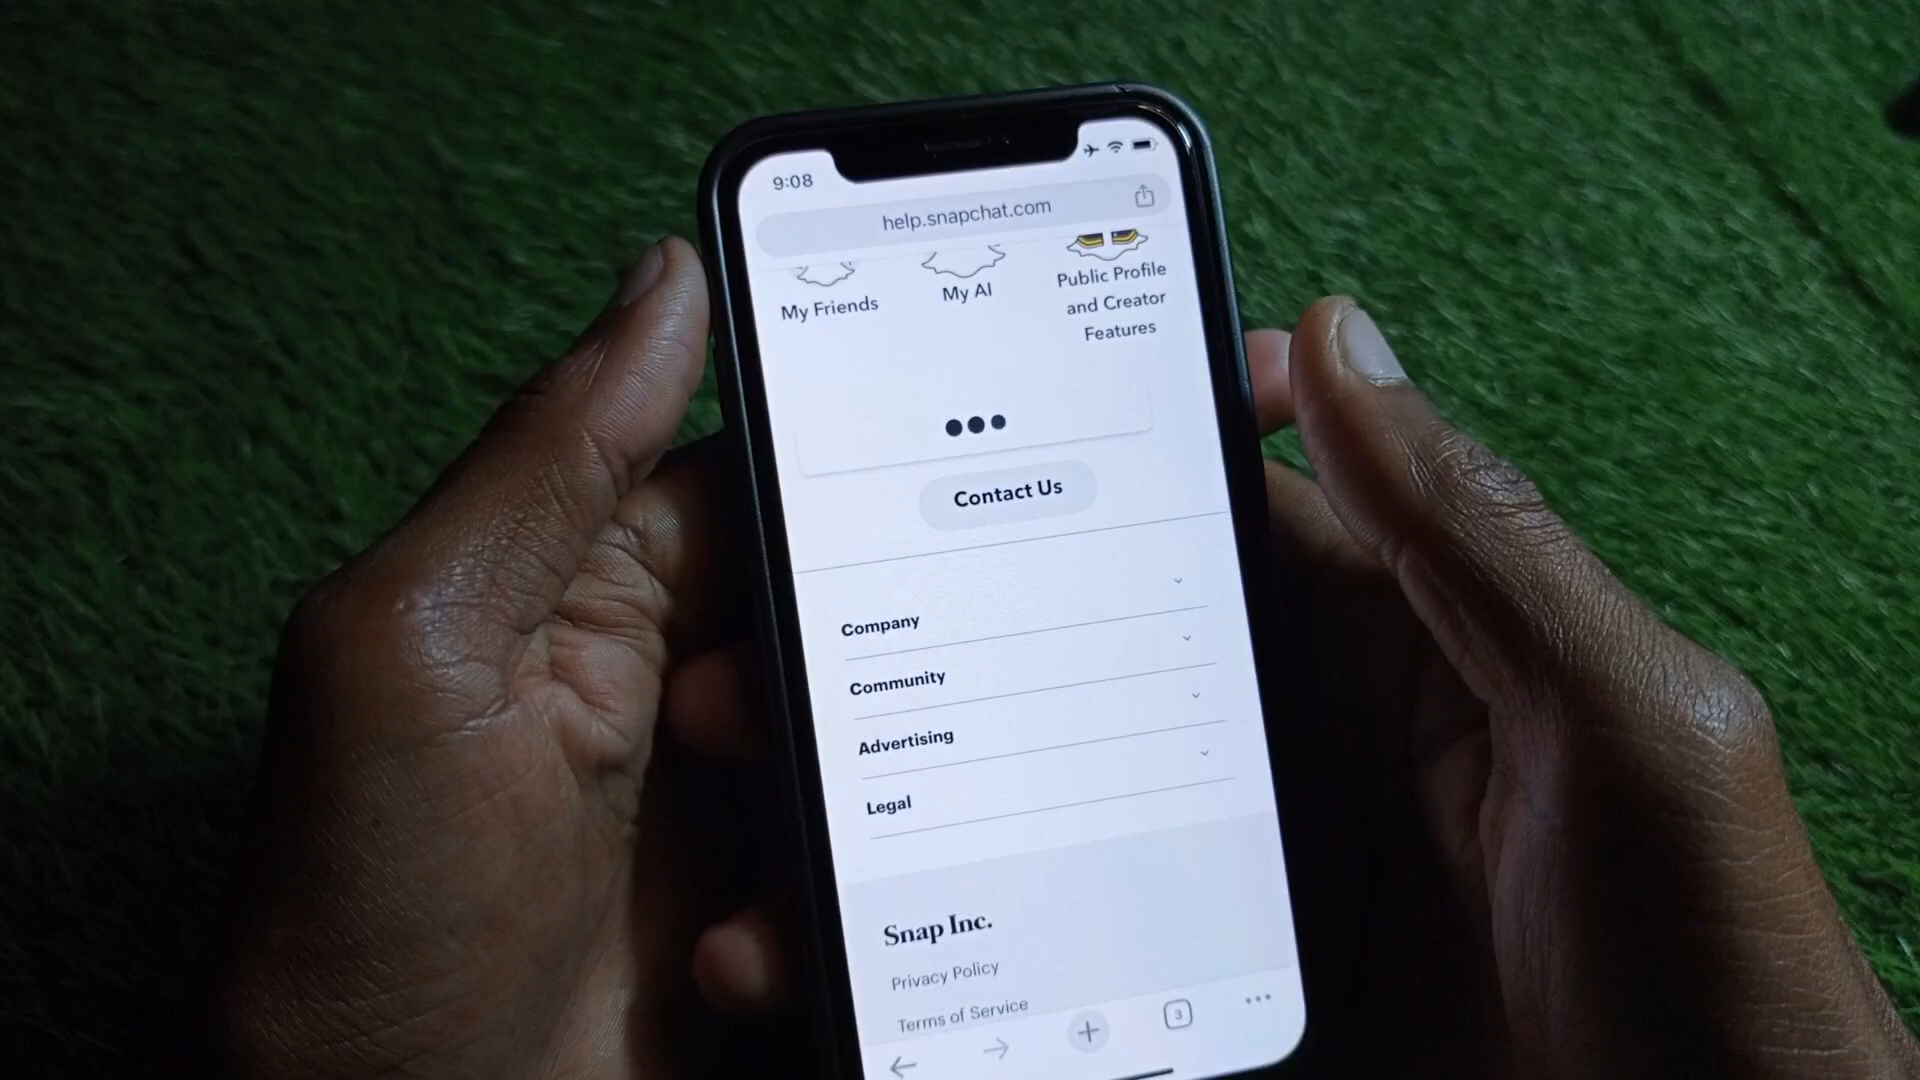 9:08
help.snapchat.com
My Friends
My AI
Public Profile
and Creator
Features
Contact Us
Company
Community
Advertising
Legal
Snap Inc.
Privacy Policy
Terms of Service
3